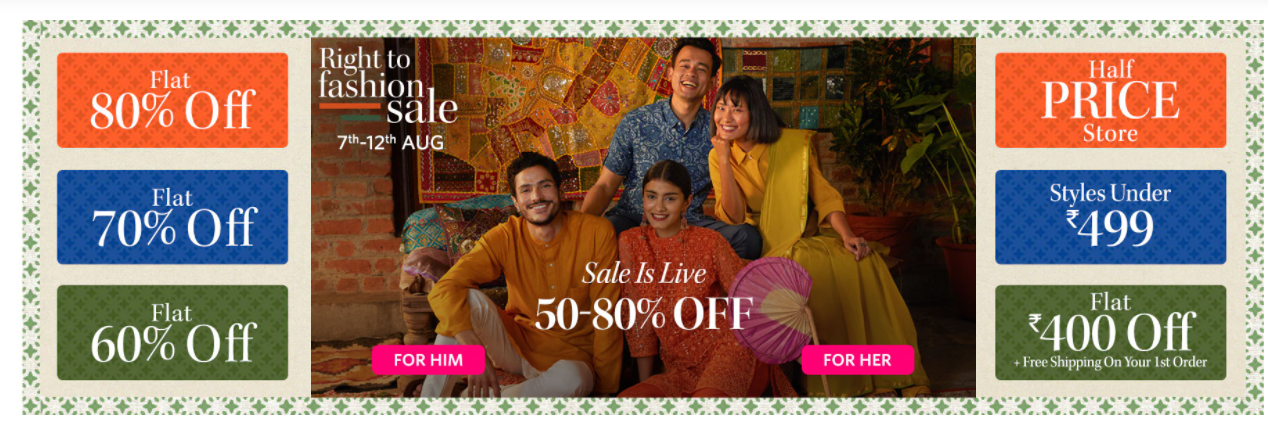 Flat
80% Off
Flat
70% Off
Flat
60% Off
Right to
fashion
sale
7th-12th AUG
Sale Is Live
50-80% OFF
FOR HIM
FOR HER
Half
PRICE
Store
Styles Under
₹499
Flat
₹400 Off
+ Free Shipping On Your 1st Order